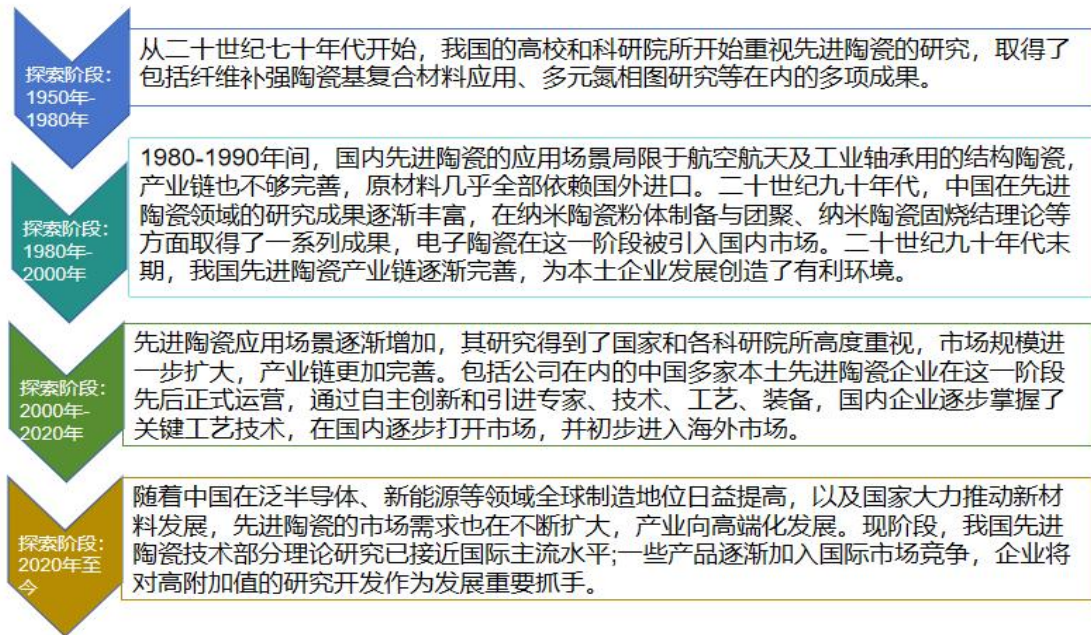 探索阶段：
1950年-
1980年
从二十世纪七十年代开始，我国的高校和科研院所开始重视先进陶瓷的研究，取得了
包括纤维补强陶瓷基复合材料应用、多元氮相图研究等在内的多项成果。
探索阶段：
1980年-
2000年
1980-1990年间，国内先进陶瓷的应用场景局限于航空航天及工业轴承用的结构陶瓷，
产业链也不够完善，原材料几乎全部依赖国外进口。二十世纪九十年代，中国在先进
陶瓷领域的研究成果逐渐丰富，在纳米陶瓷粉体制备与团聚、纳米陶瓷固烧结理论等
方面取得了一系列成果，电子陶瓷在这一阶段被引入国内市场。二十世纪九十年代末
期，我国先进陶瓷产业链逐渐完善，为本土企业发展创造了有利环境。
探索阶段：
2000年-
2020年
先进陶瓷应用场景逐渐增加，其研究得到了国家和各科研院所高度重视，市场规模进
一步扩大，产业链更加完善。包括公司在内的中国多家本土先进陶瓷企业在这一阶段
先后正式运营，通过自主创新和引进专家、技术、工艺、装备，国内企业逐步掌握了
关键工艺技术，在国内逐步打开市场，并初步进入海外市场。
探索阶段：
2020年至
今
随着中国在泛半导体、新能源等领域全球制造地位日益提高，以及国家大力推动新材
料发展，先进陶瓷的市场需求也在不断扩大，产业向高端化发展。现阶段，我国先进
陶瓷技术部分理论研究已接近国际主流水平;一些产品逐渐加入国际市场竞争，企业将
对高附加值的研究开发作为发展重要抓手。